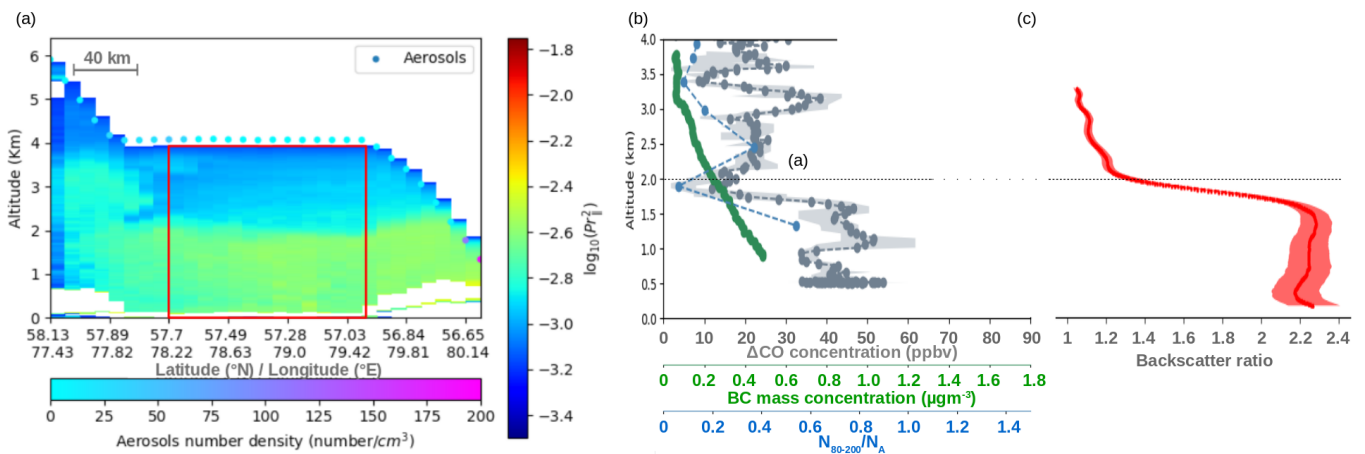 (a)
(b)
(c)
40 km
Aerosols
6
5
4
3
2
1
0
Altitude (Km)
58.13 57.89 57.7 57.49 57.28 57.03 56.84 56.65
77.43 77.82 78.22 78.63 79.0 79.42 79.81 80.14
Latitude (°N) / Longitude (°E)
0 25 50 75 100 125 150 175 200
Aerosols number density (number/cm³)
−1.8
−2.0
−2.2
−2.4
−2.6
−2.8
−3.0
−3.2
−3.4
log₁₀(Pr²∥)
4.0
3.5
3.0
2.5
2.0
1.5
1.0
0.5
0.0
Altitude (km)
(a)
0 10 20 30 40 50 60 70 80 90
ΔCO concentration (ppbv)
0 0.2 0.4 0.6 0.8 1.0 1.2 1.4 1.6 1.8
BC mass concentration (µgm⁻³)
0 0.2 0.4 0.6 0.8 1.0 1.2 1.4
N₈₀₋₂₀₀/N_A
1 1.2 1.4 1.6 1.8 2 2.2 2.4
Backscatter ratio